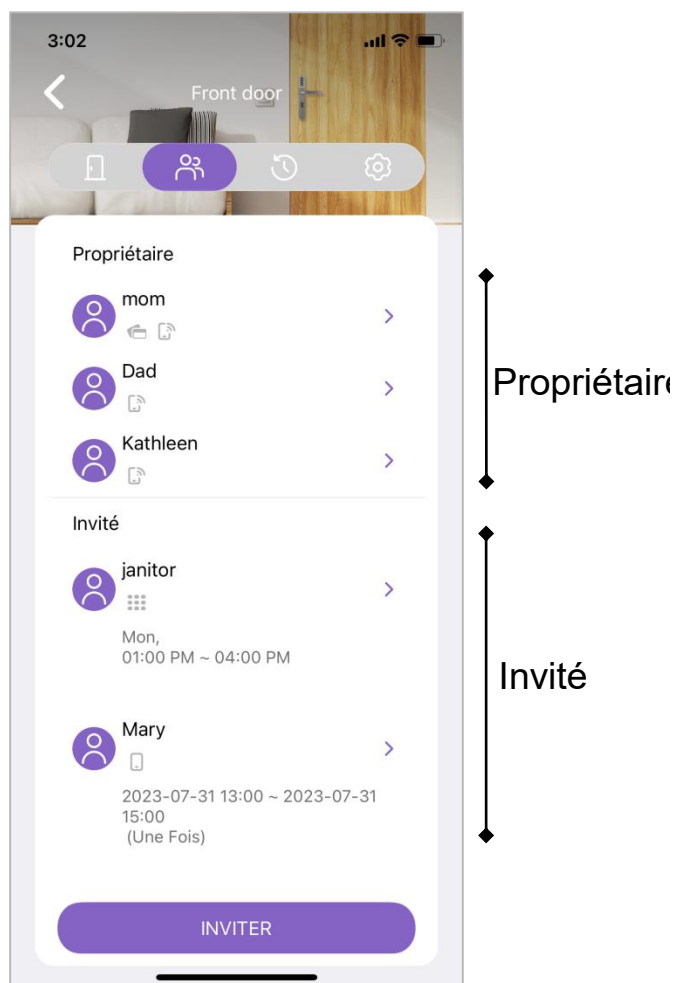 3:02
Front door
Propriétaire
mom
Dad
Kathleen
Invité
janitor
Mon,
01:00 PM ~ 04:00 PM
Mary
2023-07-31 13:00 ~ 2023-07-31
15:00
(Une Fois)
INVITER
Propriétaire
Invité